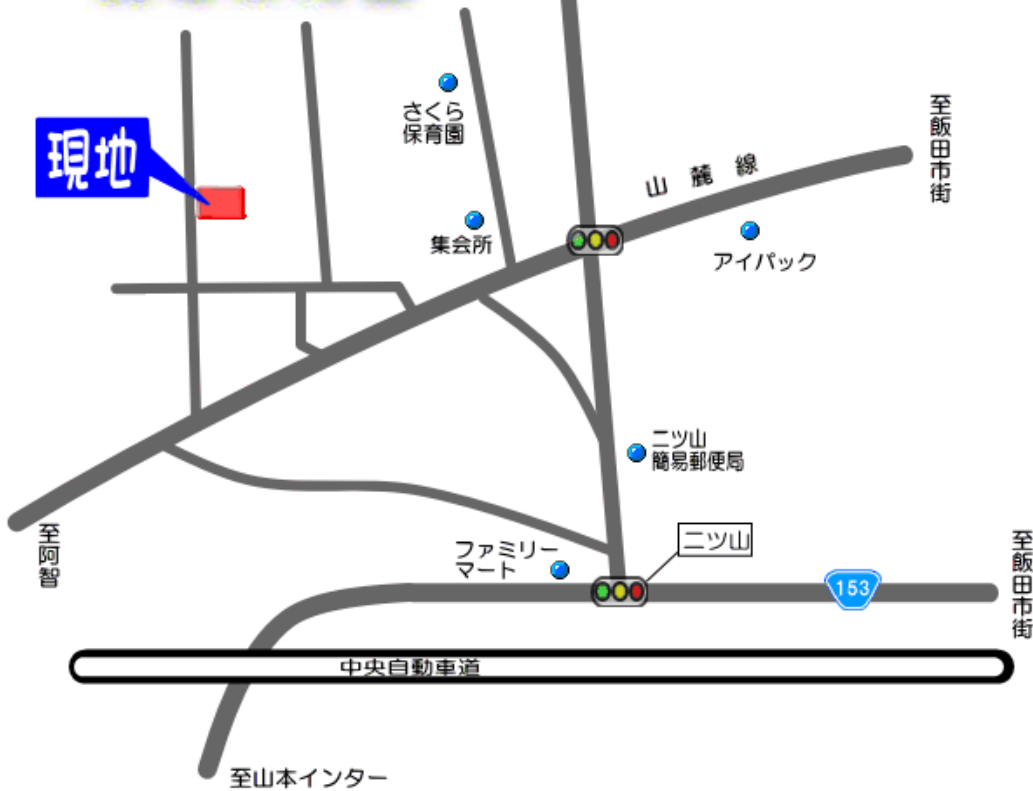 さくら
保育園
至飯田市街
現地
山麓線
集会所
アイパック
二ツ山
簡易郵便局
至阿智
ファミリー
マート
二ツ山
153
至飯田市街
中央自動車道
至山本インター